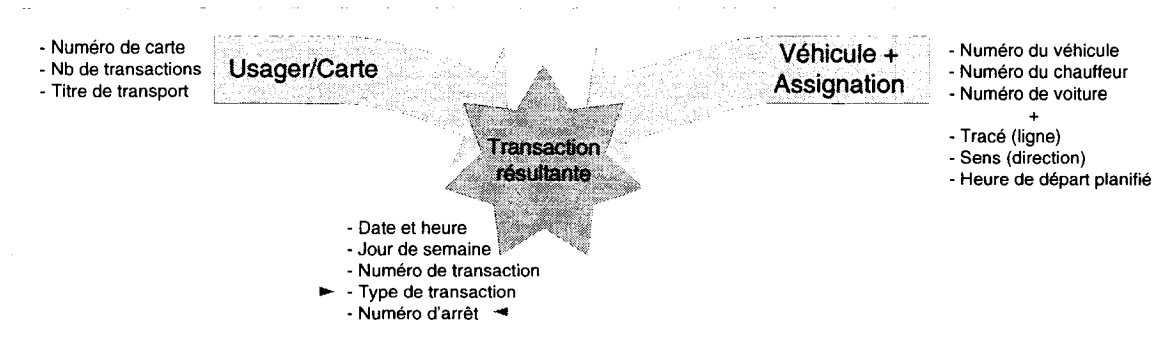 - Numéro de carte
- Nb de transactions
- Titre de transport
Usager/Carte
Véhicule +
Assignation
- Numéro du véhicule
- Numéro du chauffeur
- Numéro de voiture
+
- Tracé (ligne)
- Sens (direction)
- Heure de départ planifié
Transaction
résultante
- Date et heure
- Jour de semaine
- Numéro de transaction
- Type de transaction
- Numéro d'arrêt